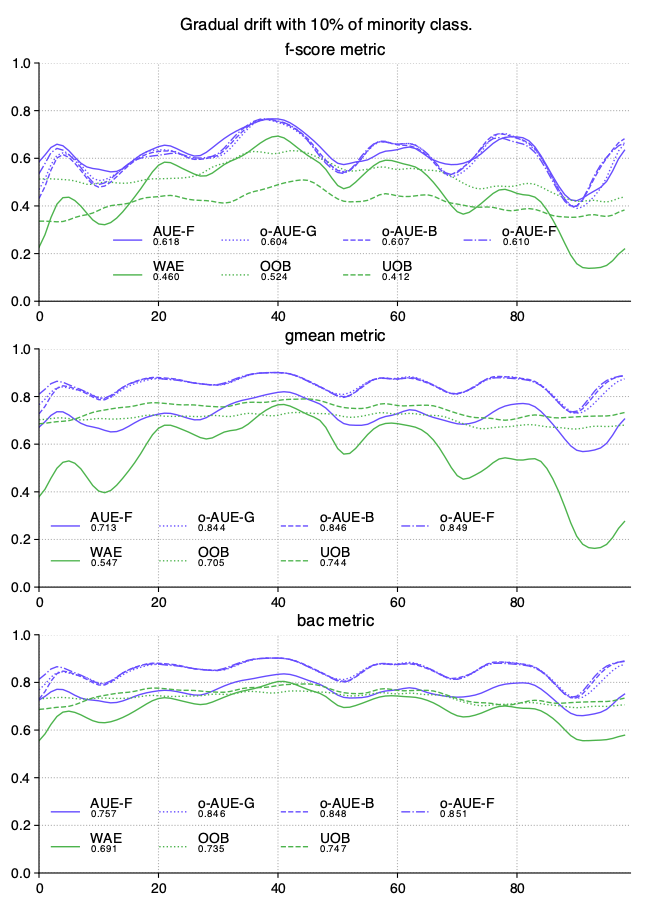 Gradual drift with 10% of minority class.
f-score metric
1.0
0.8
0.6
0.4
AUE-F o-AUE-G o-AUE-B o-AUE-F
0.618 0.604 0.607 0.610
0.2
WAE OOB UOB
0.460 0.524 0.412
0.0
0 20 40 60 80
gmean metric
1.0
0.8
0.6
0.4
AUE-F o-AUE-G o-AUE-B o-AUE-F
0.713 0.844 0.846 0.849
0.2
WAE OOB UOB
0.547 0.705 0.744
0.0
0 20 40 60 80
bac metric
1.0
0.8
0.6
0.4
AUE-F o-AUE-G o-AUE-B o-AUE-F
0.757 0.846 0.848 0.851
0.2
WAE OOB UOB
0.691 0.735 0.747
0.0
0 20 40 60 80